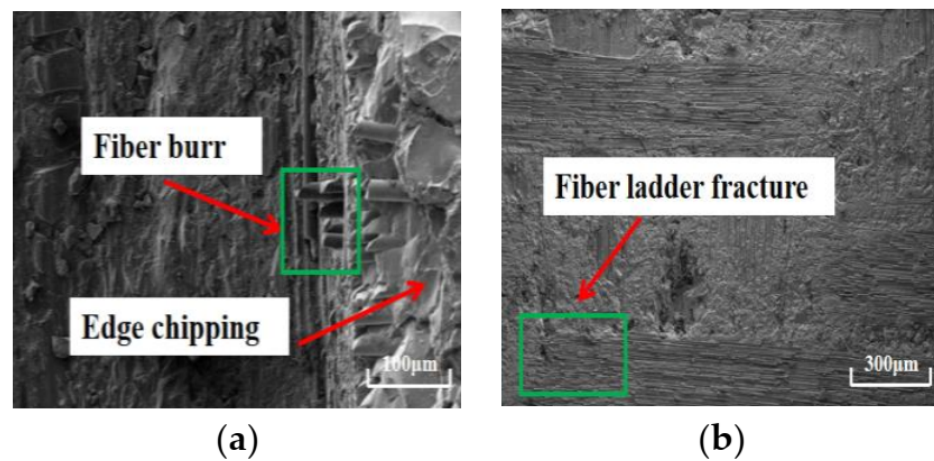 Fiber burr
Edge chipping
100μm
(a)
Fiber ladder fracture
300μm
(b)